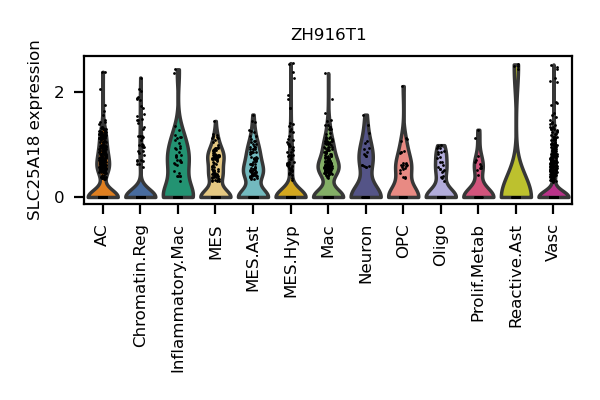 ZH916T1
SLC25A18 expression
2
0
AC
Chromatin.Reg
Inflammatory.Mac
MES
MES.Ast
MES.Hyp
Mac
Neuron
OPC
Oligo
Prolif.Metab
Reactive.Ast
Vasc